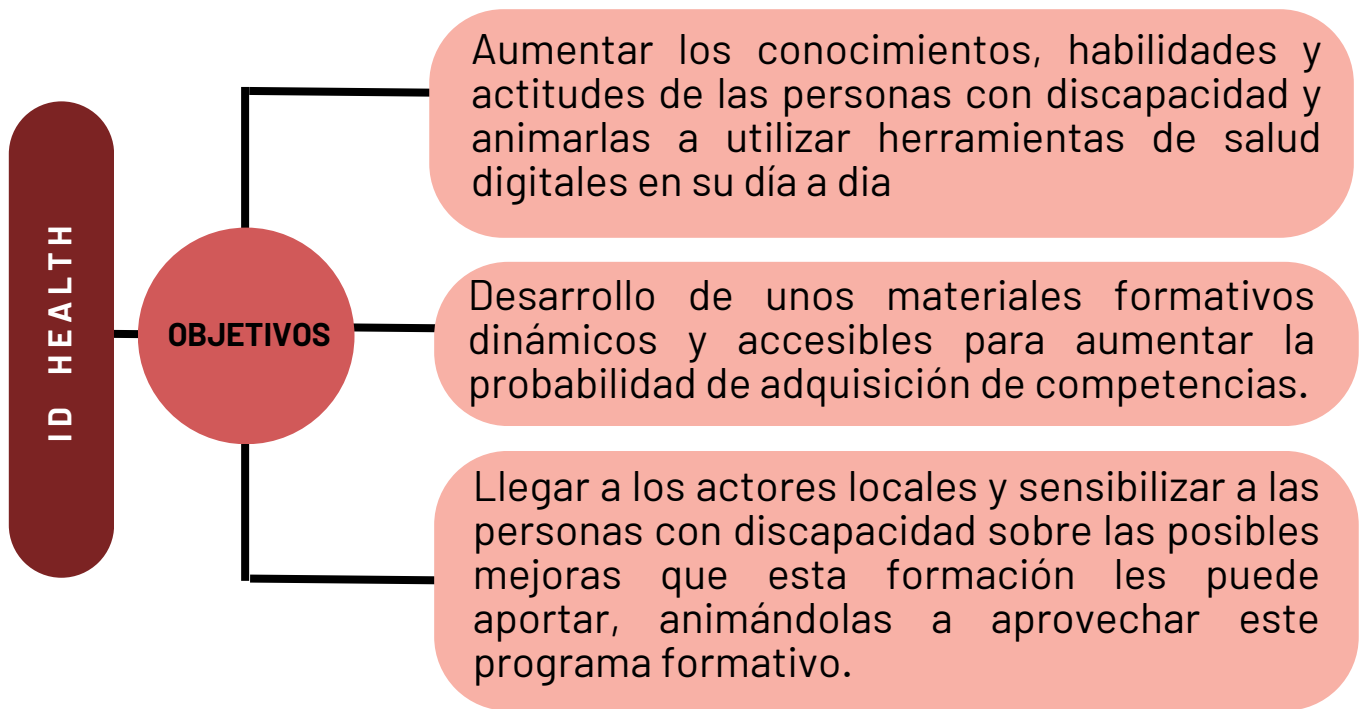 ID HEALTH
OBJETIVOS
Aumentar los conocimientos, habilidades y
actitudes de las personas con discapacidad y
animarlas a utilizar herramientas de salud
digitales en su día a dia
Desarrollo de unos materiales formativos
dinámicos y accesibles para aumentar la
probabilidad de adquisición de competencias.
Llegar a los actores locales y sensibilizar a las
personas con discapacidad sobre las posibles
mejoras que esta formación les puede
aportar, animándolas a aprovechar este
programa formativo.